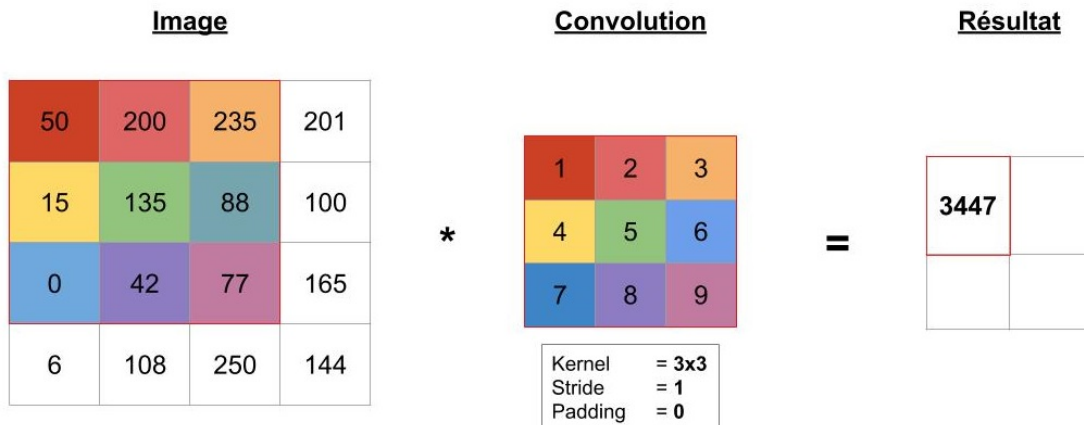 Image Convolution Résultat
50 200 235 201
15 135 88 100
0 42 77 165
6 108 250 144
*
1 2 3
4 5 6
7 8 9
Kernel = 3x3
Stride = 1
Padding = 0
=
3447